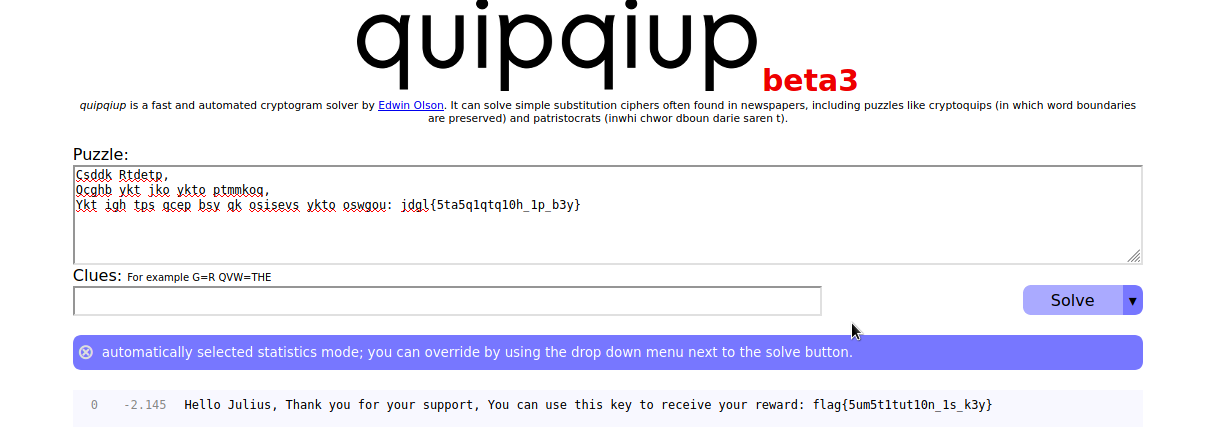 quipqiup beta3
quipqiup is a fast and automated cryptogram solver by Edwin Olson. It can solve simple substitution ciphers often found in newspapers, including puzzles like cryptoquips (in which word boundaries
are preserved) and patristocrats (inwhi chwor dboun darie saren t).
Puzzle:
Csddk Rtdetp,
Qcghb ykt jko ykto ptmmkoq,
Ykt igh tps qcep bsy qk osisevs ykto oswgou: jdgl{5ta5q1qtq10h_1p_b3y}
Clues: For example G=R QVW=THE
Solve ▼
automatically selected statistics mode; you can override by using the drop down menu next to the solve button.
0 -2.145 Hello Julius, Thank you for your support, You can use this key to receive your reward: flag{5um5t1tut10n_1s_k3y}